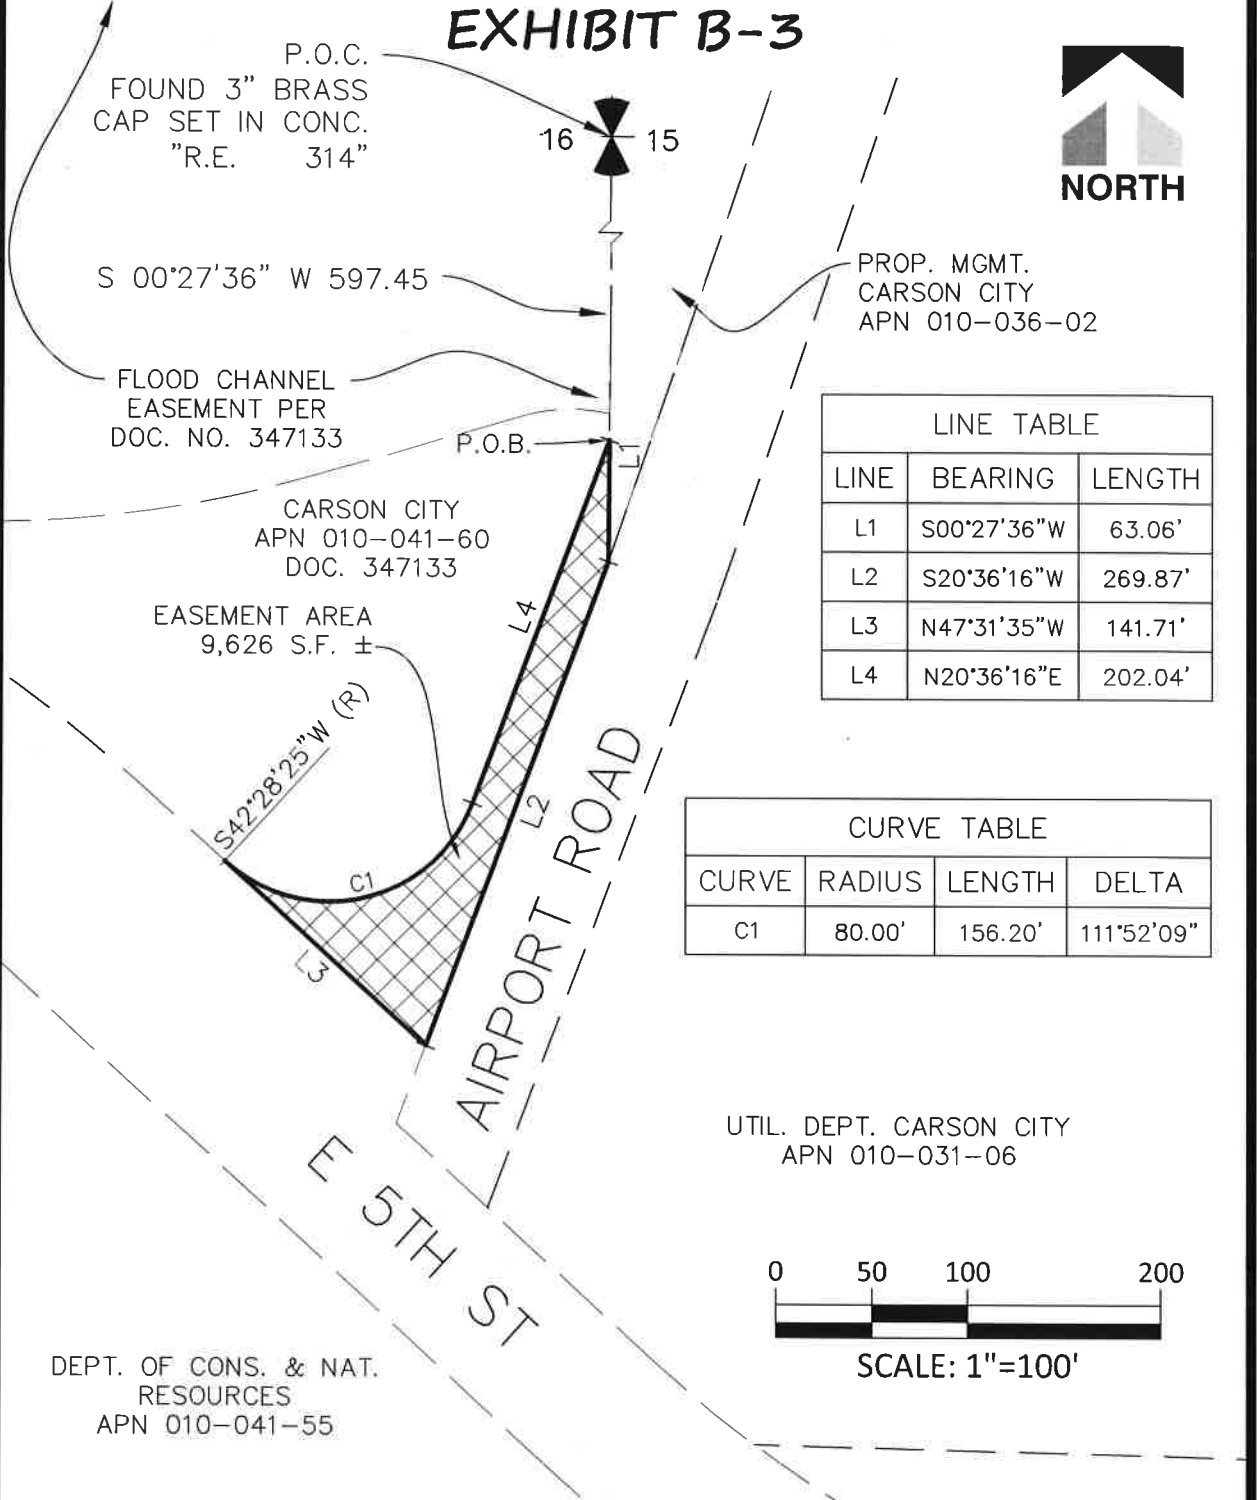 EXHIBIT B-3
P.O.C.
FOUND 3" BRASS
CAP SET IN CONC.
"R.E. 314"
16 15
NORTH
S 00°27'36" W 597.45
PROP. MGMT.
CARSON CITY
APN 010-036-02
FLOOD CHANNEL
EASEMENT PER
DOC. NO. 347133
P.O.B.
L1
CARSON CITY
APN 010-041-60
DOC. 347133
EASEMENT AREA
9,626 S.F. ±
L4
S42°28'25"W (R)
C1
L2
L3
AIRPORT ROAD
E 5TH ST
LINE TABLE
LINE BEARING LENGTH
L1 S00°27'36"W 63.06'
L2 S20°36'16"W 269.87'
L3 N47°31'35"W 141.71'
L4 N20°36'16"E 202.04'
CURVE TABLE
CURVE RADIUS LENGTH DELTA
C1 80.00' 156.20' 111°52'09"
UTIL. DEPT. CARSON CITY
APN 010-031-06
0 50 100 200
SCALE: 1"=100'
DEPT. OF CONS. & NAT.
RESOURCES
APN 010-041-55